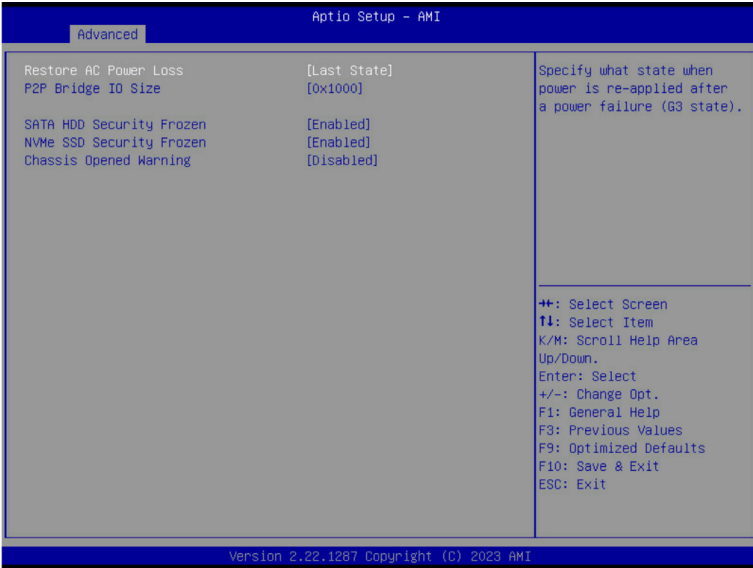 Aptio Setup – AMI
Advanced
Restore AC Power Loss [Last State]
P2P Bridge IO Size [0x1000]
SATA HDD Security Frozen [Enabled]
NVMe SSD Security Frozen [Enabled]
Chassis Opened Warning [Disabled]
Specify what state when
power is re-applied after
a power failure (G3 state).
→←: Select Screen
↑↓: Select Item
K/M: Scroll Help Area
Up/Down.
Enter: Select
+/-: Change Opt.
F1: General Help
F3: Previous Values
F9: Optimized Defaults
F10: Save & Exit
ESC: Exit
Version 2.22.1287 Copyright (C) 2023 AMI